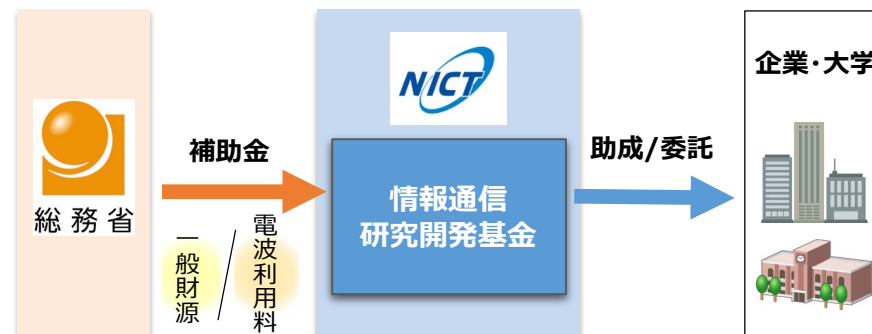 総務省
補助金
一般財源
/
電波利用料
NICT
情報通信
研究開発基金
助成/委託
企業・大学